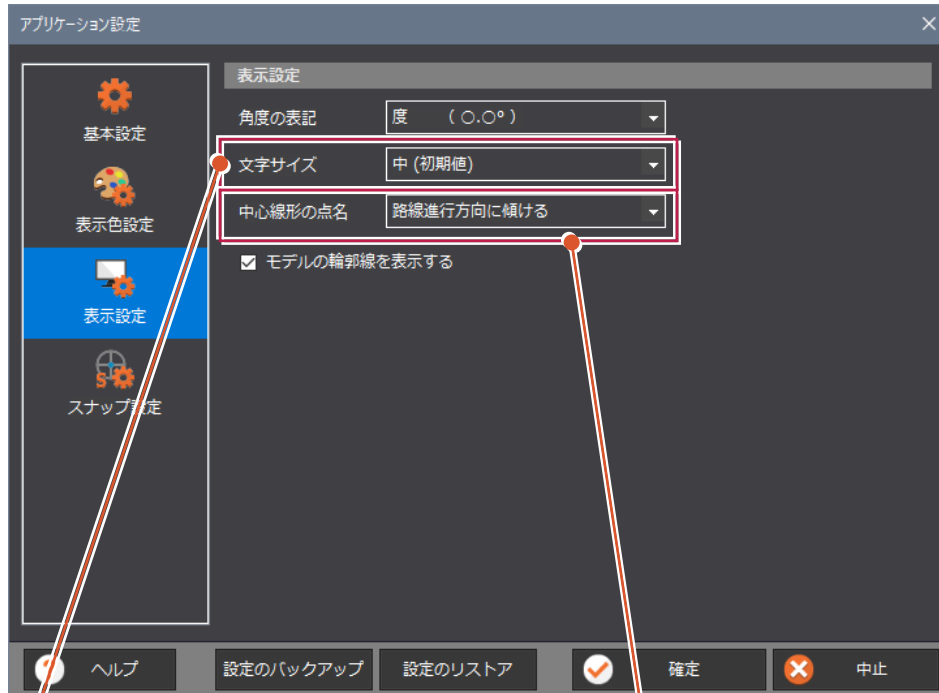 アプリケーション設定
基本設定
表示色設定
表示設定
スナップ設定
表示設定
角度の表記 度 (○.○°)
文字サイズ 中 (初期値)
中心線形の点名 路線進行方向に傾ける
モデルの輪郭線を表示する
ヘルプ 設定のバックアップ 設定のリストア 確定 中止